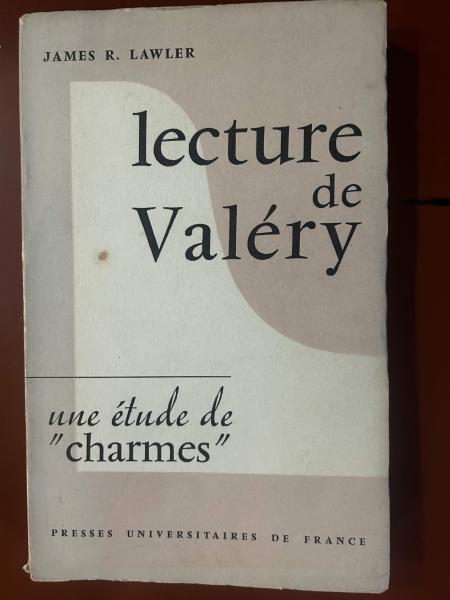 JAMES R. LAWLER
lecture
de
Valéry
une étude de
"charmes"
PRESSES UNIVERSITAIRES DE FRANCE